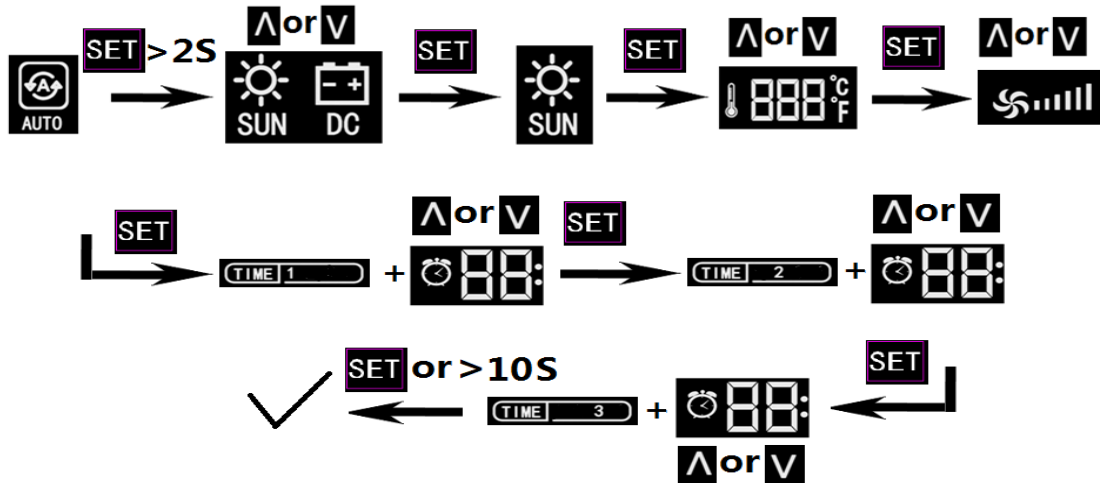 Λ or V
SET >2S
SET
SET
Λ or V
SET
Λ or V
AUTO
SUN
DC
SUN
888 °C °F
SET
Λ or V
SET
Λ or V
TIME 1
+
88:
TIME 2
+
88:
SET or >10S
SET
TIME 3
+
88:
Λ or V